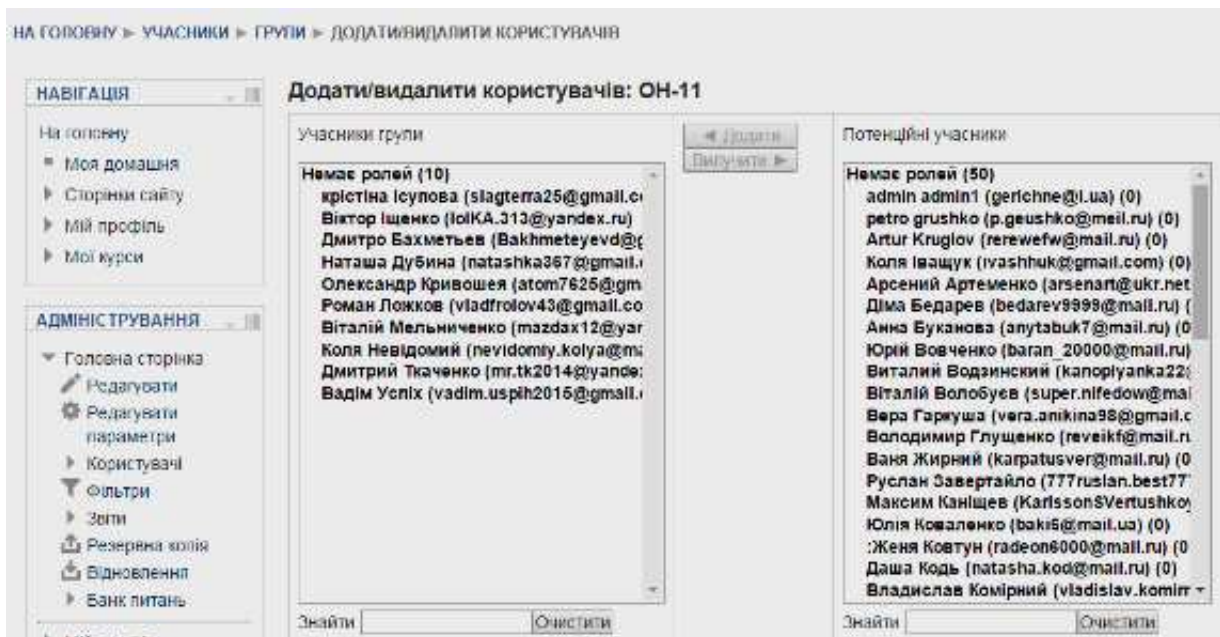 НА ГОЛОВНУ ► УЧАСНИКИ ► ГРУПИ ► ДОДАТИ/ВИДАЛИТИ КОРИСТУВАЧІВ
НАВІГАЦІЯ
На головну
Моя домашня
Сторінки сайту
Мій профіль
Мої курси
АДМІНІСТРУВАННЯ
Головна сторінка
Редагувати
Редагувати
параметри
Користувачі
Фільтри
Звіти
Резервна копія
Відновлення
Банк питань
Додати/видалити користувачів: ОН-11
Учасники групи
Немає ролей (10)
крістіна Ісупова (slagterra25@gmail.c
Віктор Іщенко (lolKA.313@yandex.ru)
Дмитро Бахметьев (Bakhmeteyevd@g
Наташа Дубина (natashka367@gmail.
Олександр Кривошея (atom7625@gm
Роман Ложков (vladfrolov43@gmail.co
Віталій Мельниченко (mazdax12@yan
Коля Невідомий (nevidomiy.kolya@ma
Дмитрий Ткаченко (mr.tk2014@yande
Вадім Успіх (vadim.uspih2015@gmail.
Знайти
Очистити
◄ Додати
Вилучити ►
Потенційні учасники
Немає ролей (50)
admin admin1 (gerichne@i.ua) (0)
petro grushko (p.geushko@meil.ru) (0)
Artur Kruglov (rerewefw@mail.ru) (0)
Коля Іващук (ivashhuk@gmail.com) (0)
Арсений Артеменко (arsenart@ukr.net
Діма Бедарев (bedarev9999@mail.ru) (
Анна Буканова (anytabuk7@mail.ru) (0
Юрій Вовченко (baran_20000@mail.ru)
Виталий Водзинский (kanoplyanka22
Віталій Волобуєв (super.nifedow@mai
Вера Гаркуша (vera.anikina98@gmail.c
Володимир Глущенко (reveikf@mail.ru
Ваня Жирний (karpatusver@mail.ru) (0
Руслан Завертайло (777ruslan.best77
Максим Каніщев (KarlssonSVertushkoy
Юлія Коваленко (baki6@mail.ua) (0)
:Женя Ковтун (radeon6000@mail.ru) (0
Даша Кодь (natasha.kod@mail.ru) (0)
Владислав Комірний (vladislav.komirr
Знайти
Очистити